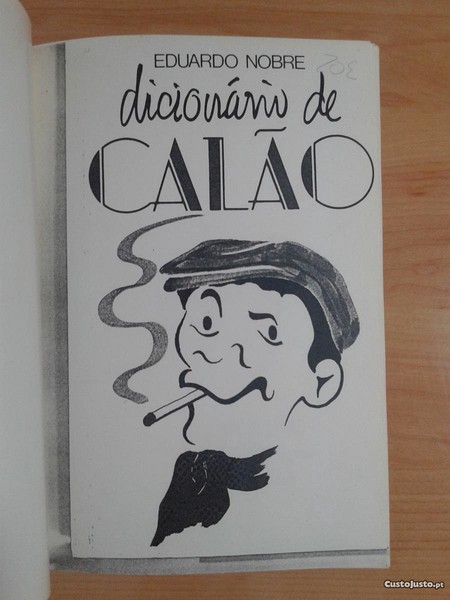 EDUARDO NOBRE
dicionário de
CALÃO
CustoJusto.pt